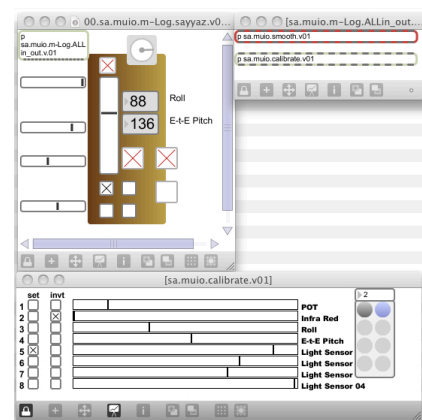 00.sa.muio.m-Log.sayyaz.v0...
[sa.muio.m-Log.ALLin_out...
p
sa.muio.m-Log.ALL
in_out.v.01
p sa.muio.smooth.v01
p sa.muio.calibrate.v01
88
Roll
136
E-t-E Pitch
[sa.muio.calibrate.v01]
set invt
2
1 POT
2 Infra Red
3 Roll
4 E-t-E Pitch
5 Light Sensor
6 Light Sensor
7 Light Sensor
8 Light Sensor 04